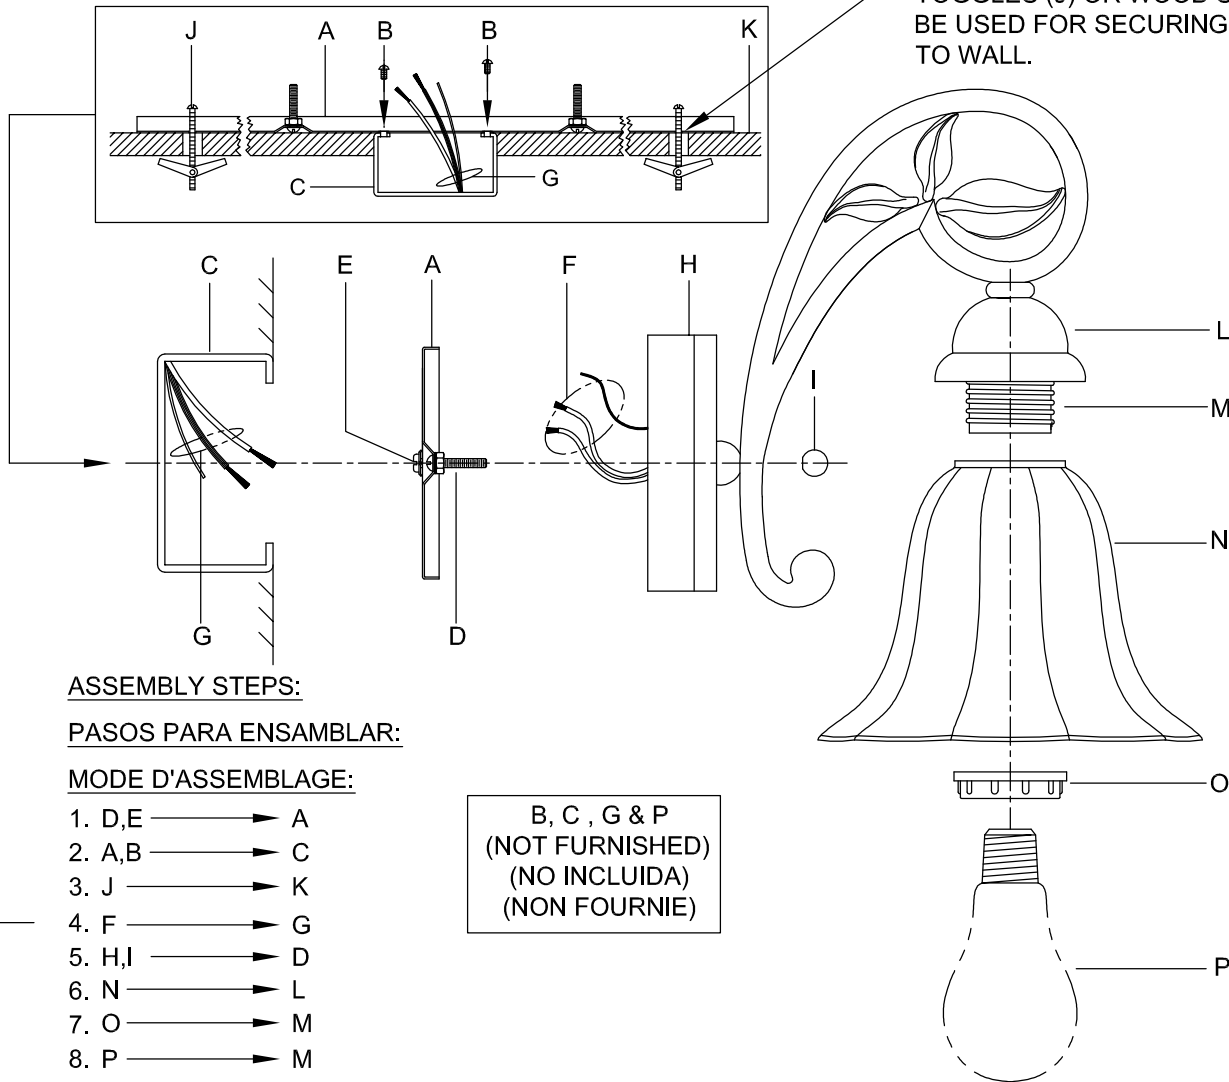 BE USED FOR SECURING
TO WALL.
J A B B K
C G
C E A F H
L
I
M
N
G D
ASSEMBLY STEPS:
PASOS PARA ENSAMBLAR:
MODE D'ASSEMBLAGE:
O
1. D,E A
2. A,B C
3. J K
4. F G
5. H,I D
6. N L
7. O M
8. P M
B, C , G & P
(NOT FURNISHED)
(NO INCLUIDA)
(NON FOURNIE)
P